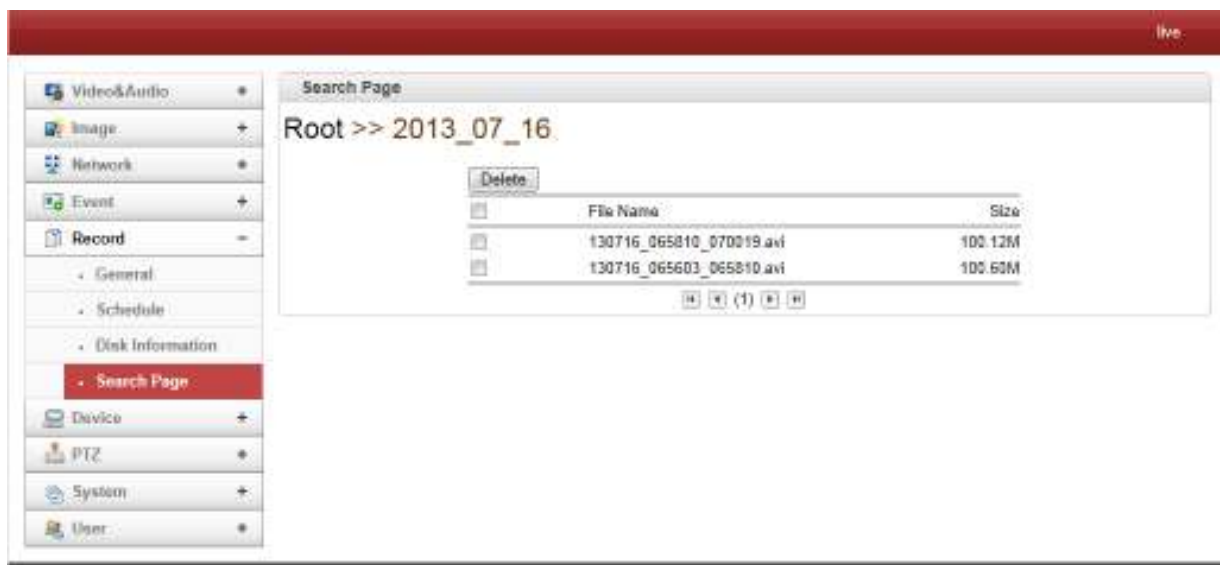 live
Video&Audio
Image
Network
Event
Record
General
Schedule
Disk Information
Search Page
Device
PTZ
System
User
Search Page
Root >> 2013_07_16
Delete
File Name Size
130716_065810_070019.avi 100.12M
130716_065603_065810.avi 100.60M
(1)